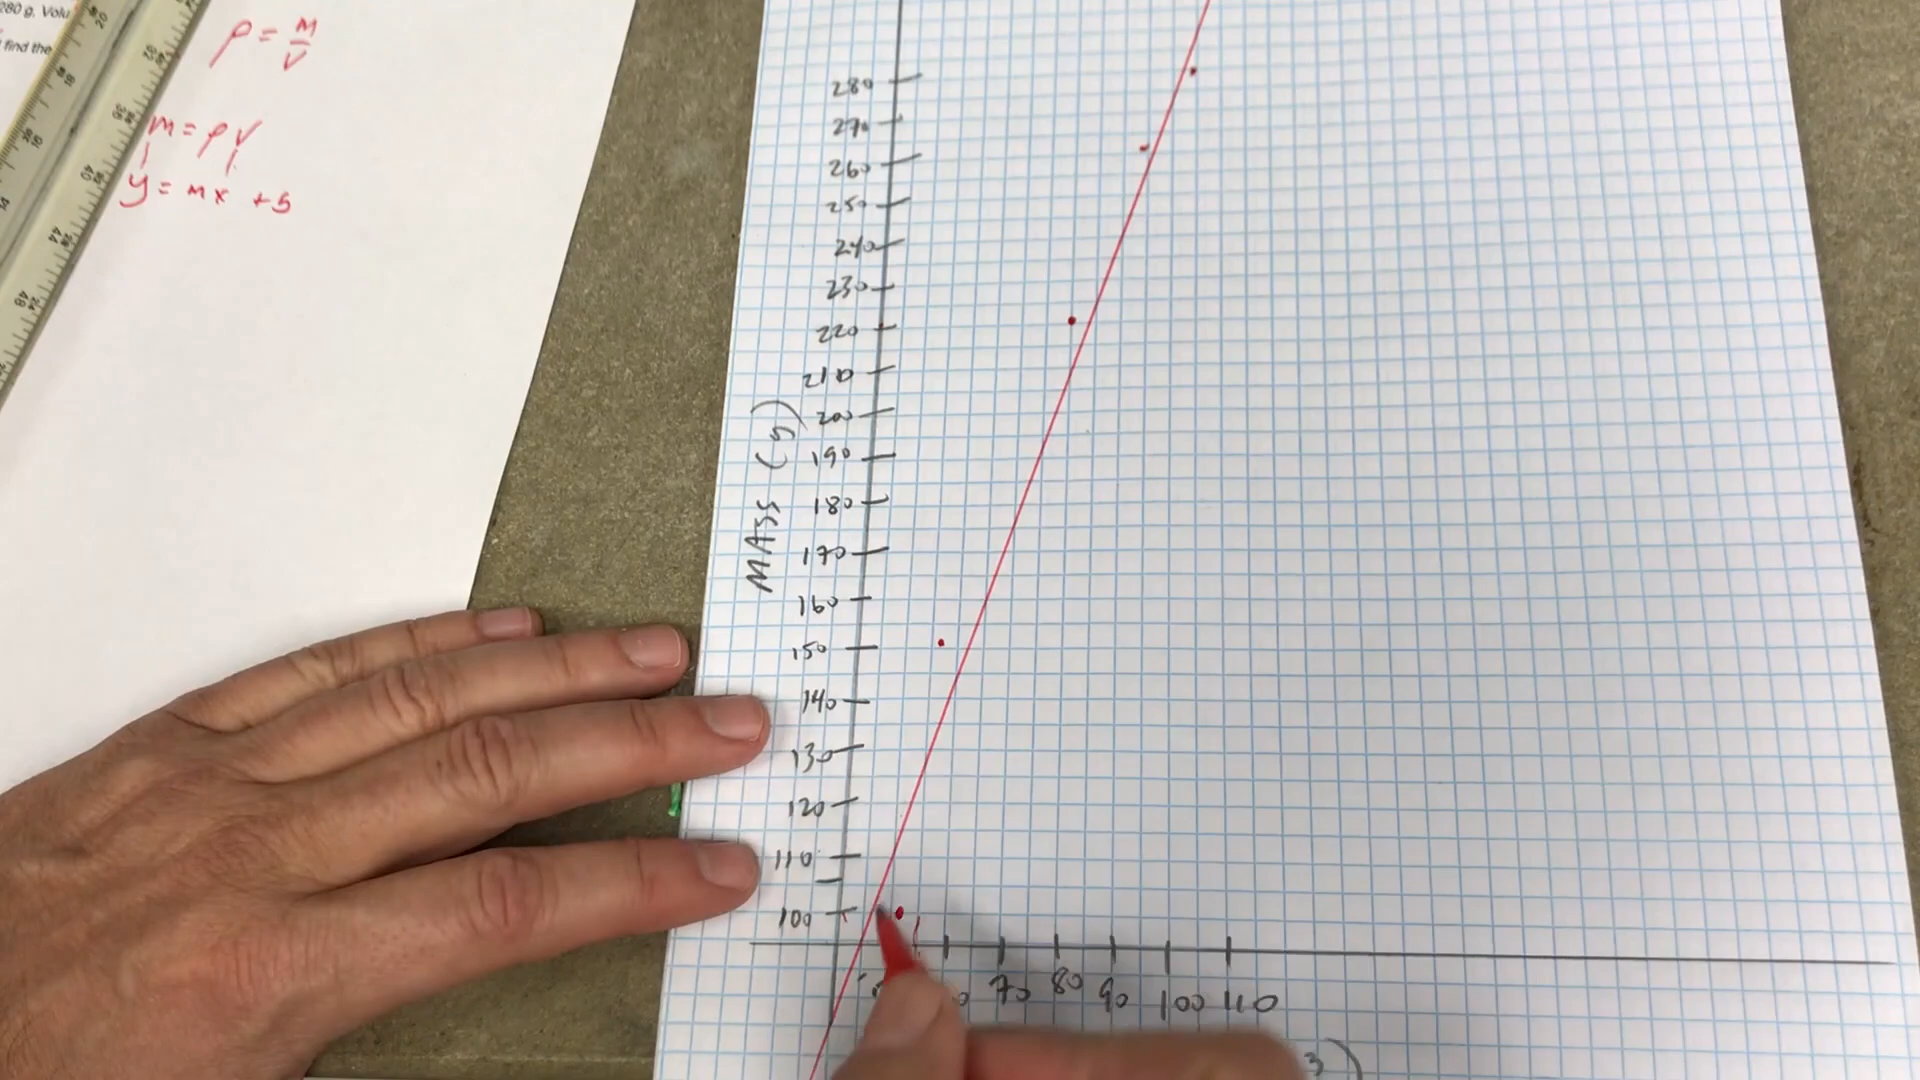 280 g. Volu
find the
ρ = m/V
m = ρ V
y = mx + b
280
270
260
250
240
230
220
210
200
190
180
170
160
150
140
130
120
110
100
MASS (g)
70 80 90 100 110
3)